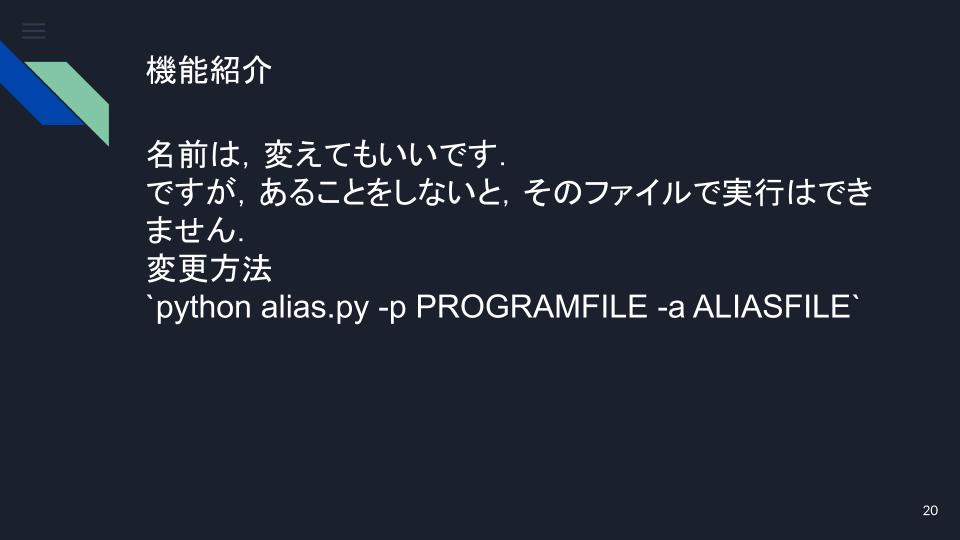 機能紹介
名前は，変えてもいいです．
ですが，あることをしないと，そのファイルで実行はでき
ません．
変更方法
`python alias.py -p PROGRAMFILE -a ALIASFILE`
20